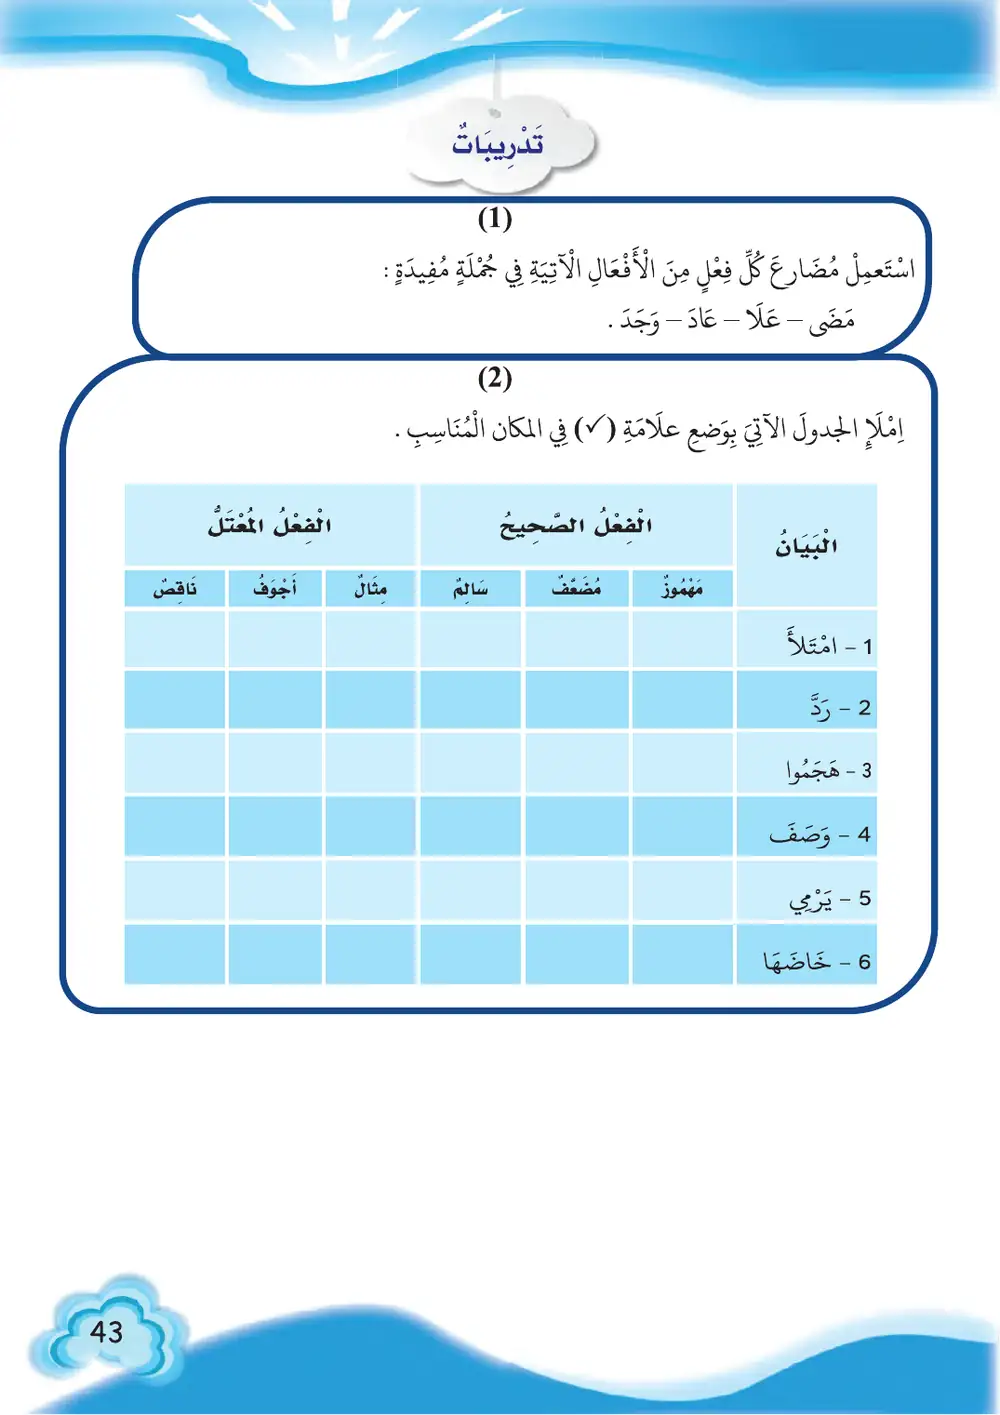 تَدْرِيبَاتٌ
(1)
اسْتَعمِلْ مُضَارعَ كُلِّ فِعْلٍ مِنَ الْأَفْعَالِ الْآتِيَةِ فِي جُمْلَةٍ مُفِيدَةٍ :
مَضَى – عَلَا – عَادَ – وَجَدَ .
(2)
اِمْلَإِ الجدولَ الآتِيَ بِوَضعِ علَامَةِ (✓) فِي المكان الْمُنَاسِبِ .
الْبَيَانُ
الْفِعْلُ الصَّحِيحُ
الْفِعْلُ المُعْتَلُّ
مَهْمُوزٌ
مُضَعَّفٌ
سَالِمٌ
مِثَالٌ
أَجْوَفُ
نَاقِصٌ
1 – امْتَلأَ
2 – رَدَّ
3 - هَجَمُوا
4 – وَصَفَ
5 – يَرْمِي
6 – خَاضَهَا
43